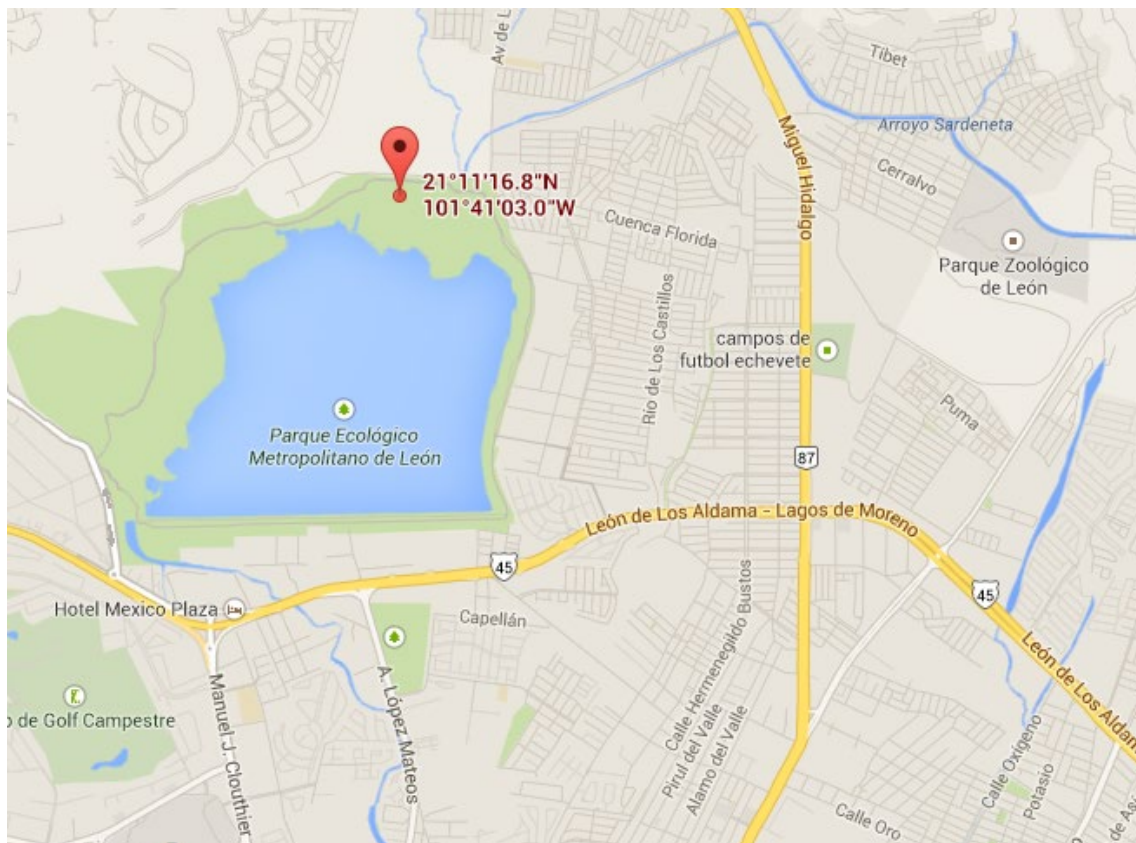 Av de L
Tibet
Miguel Hidalgo
Arroyo Sardeneta
Cerralvo
21°11'16.8"N
101°41'03.0"W
Cuenca Florida
Parque Zoológico
de León
Río de Los Castillos
campos de
futbol echevete
Puma
Parque Ecológico
Metropolitano de León
87
León de Los Aldama - Lagos de Moreno
45
45
Hotel Mexico Plaza
Capellán
León de Los Aldam
o de Golf Campestre
Manuel J. Clouthier
A. López Mateos
Calle Hermenegildo Bustos
Pirul del Valle
Alamo del Valle
Calle Oxígeno
Potasio
Calle Oro